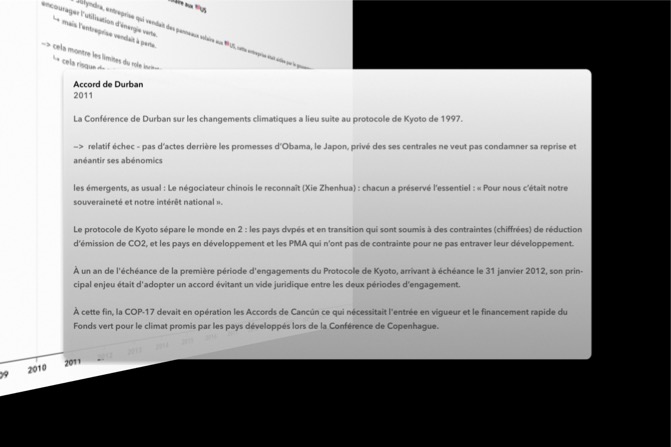 Solyndra, entreprise qui vendait des panneaux solaire aux US
encourager l'utilisation d'énergie verte.
mais l'entreprise vendait à perte.
--> cela montre les limites du role
cela risque
Accord de Durban
2011
La Conférence de Durban sur les changements climatiques a lieu suite au protocole de Kyoto de 1997.
--> relatif échec - pas d'actes derrière les promesses d'Obama, le Japon, privé des ses centrales ne veut pas condamner sa reprise et
anéantir ses abénomics
les émergents, as usual : Le négociateur chinois le reconnaît (Xie Zhenhua) : chacun a préservé l'essentiel : « Pour nous c'était notre
souveraineté et notre intérêt national ».
Le protocole de Kyoto sépare le monde en 2 : les pays dvpés et en transition qui sont soumis à des contraintes (chiffrées) de réduction
d'émission de CO2, et les pays en développement et les PMA qui n'ont pas de contrainte pour ne pas entraver leur développement.
À un an de l'échéance de la première période d'engagements du Protocole de Kyoto, arrivant à échéance le 31 janvier 2012, son prin-
cipal enjeu était d'adopter un accord évitant un vide juridique entre les deux périodes d'engagement.
À cette fin, la COP-17 devait en opération les Accords de Cancún ce qui nécessitait l'entrée en vigueur et le financement rapide du
Fonds vert pour le climat promis par les pays développés lors de la Conférence de Copenhague.
09 2010 2011 2012 2013 2014